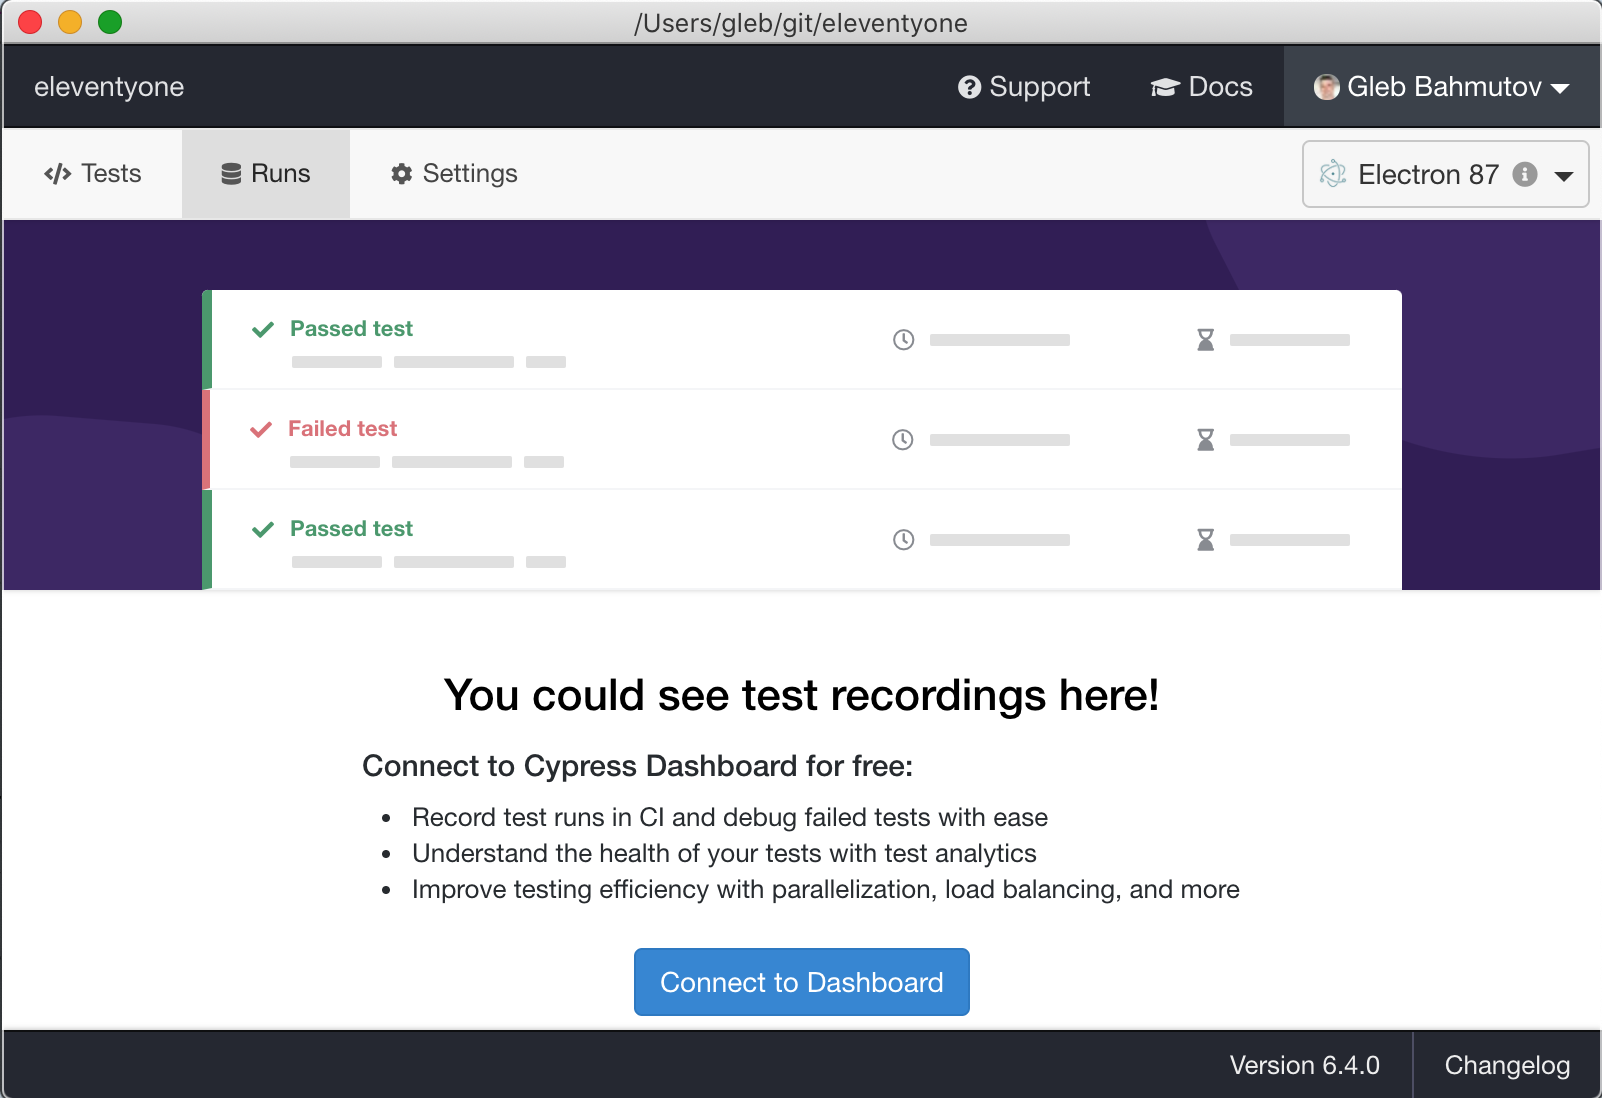 /Users/gleb/git/eleventyone
eleventyone
Support
Docs
Gleb Bahmutov
Tests
Runs
Settings
Electron 87
Passed test
Failed test
Passed test
You could see test recordings here!
Connect to Cypress Dashboard for free:
• Record test runs in CI and debug failed tests with ease
• Understand the health of your tests with test analytics
• Improve testing efficiency with parallelization, load balancing, and more
Connect to Dashboard
Version 6.4.0
Changelog